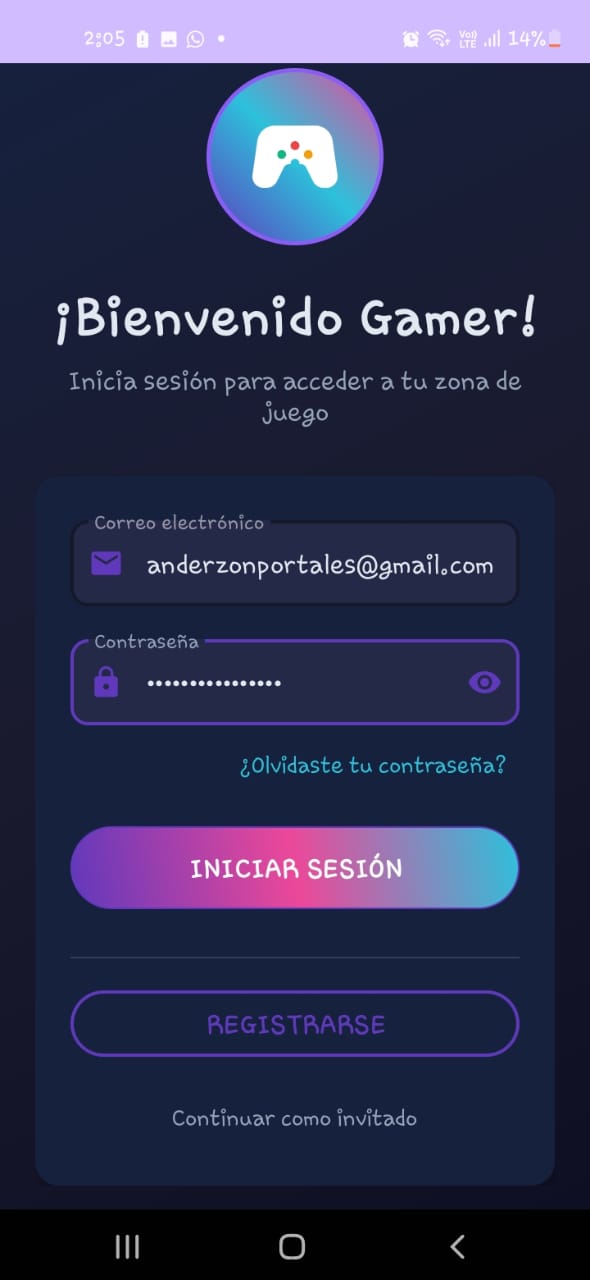 2:05
Vo)) LTE 14%
¡Bienvenido Gamer!
Inicia sesión para acceder a tu zona de
juego
Correo electrónico
anderzonportales@gmail.com
Contraseña
••••••••••••••••
¿Olvidaste tu contraseña?
INICIAR SESIÓN
REGISTRARSE
Continuar como invitado